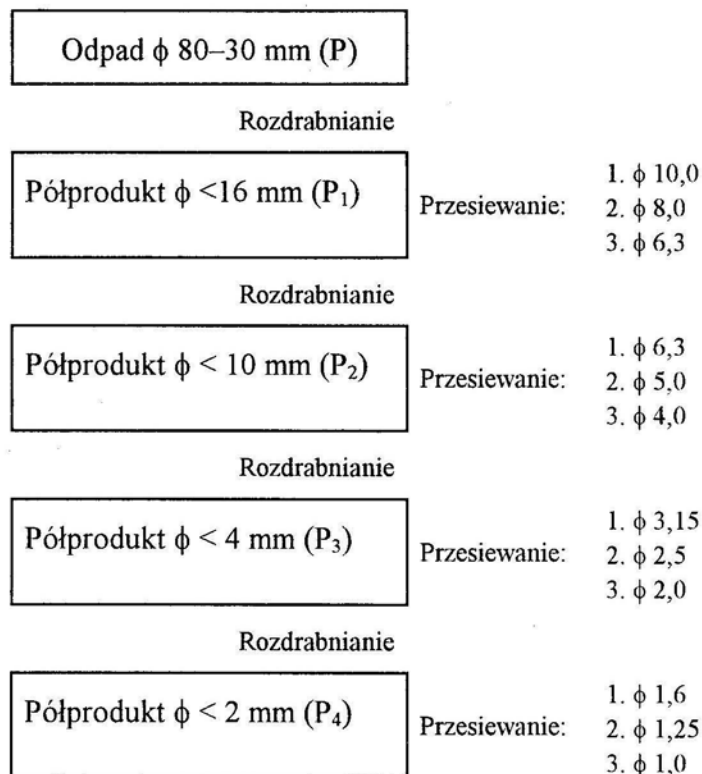 Odpad ϕ 80–30 mm (P)
Rozdrabnianie
Półprodukt ϕ <16 mm (P₁)
Przesiewanie:
1. ϕ 10,0
2. ϕ 8,0
3. ϕ 6,3
Rozdrabnianie
Półprodukt ϕ < 10 mm (P₂)
Przesiewanie:
1. ϕ 6,3
2. ϕ 5,0
3. ϕ 4,0
Rozdrabnianie
Półprodukt ϕ < 4 mm (P₃)
Przesiewanie:
1. ϕ 3,15
2. ϕ 2,5
3. ϕ 2,0
Rozdrabnianie
Półprodukt ϕ < 2 mm (P₄)
Przesiewanie:
1. ϕ 1,6
2. ϕ 1,25
3. ϕ 1,0